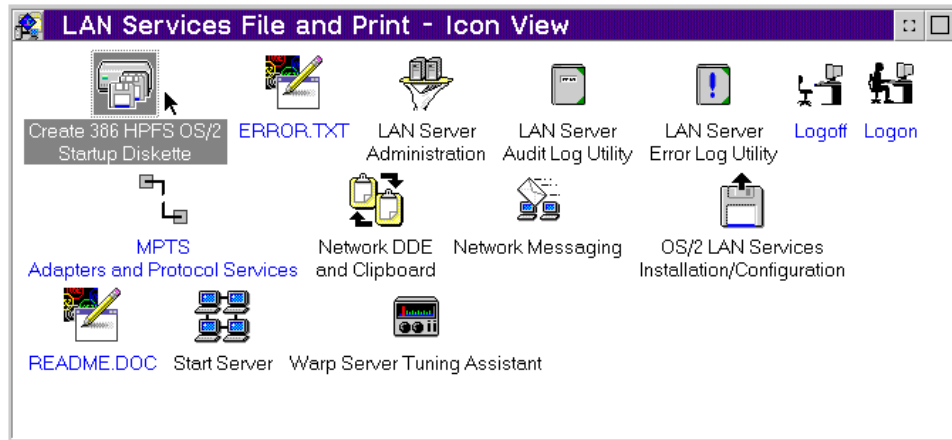 LAN Services File and Print - Icon View
Create 386 HPFS OS/2
Startup Diskette
ERROR.TXT
LAN Server
Administration
LAN Server
Audit Log Utility
LAN Server
Error Log Utility
Logoff
Logon
MPTS
Adapters and Protocol Services
Network DDE
and Clipboard
Network Messaging
OS/2 LAN Services
Installation/Configuration
README.DOC
Start Server
Warp Server Tuning Assistant